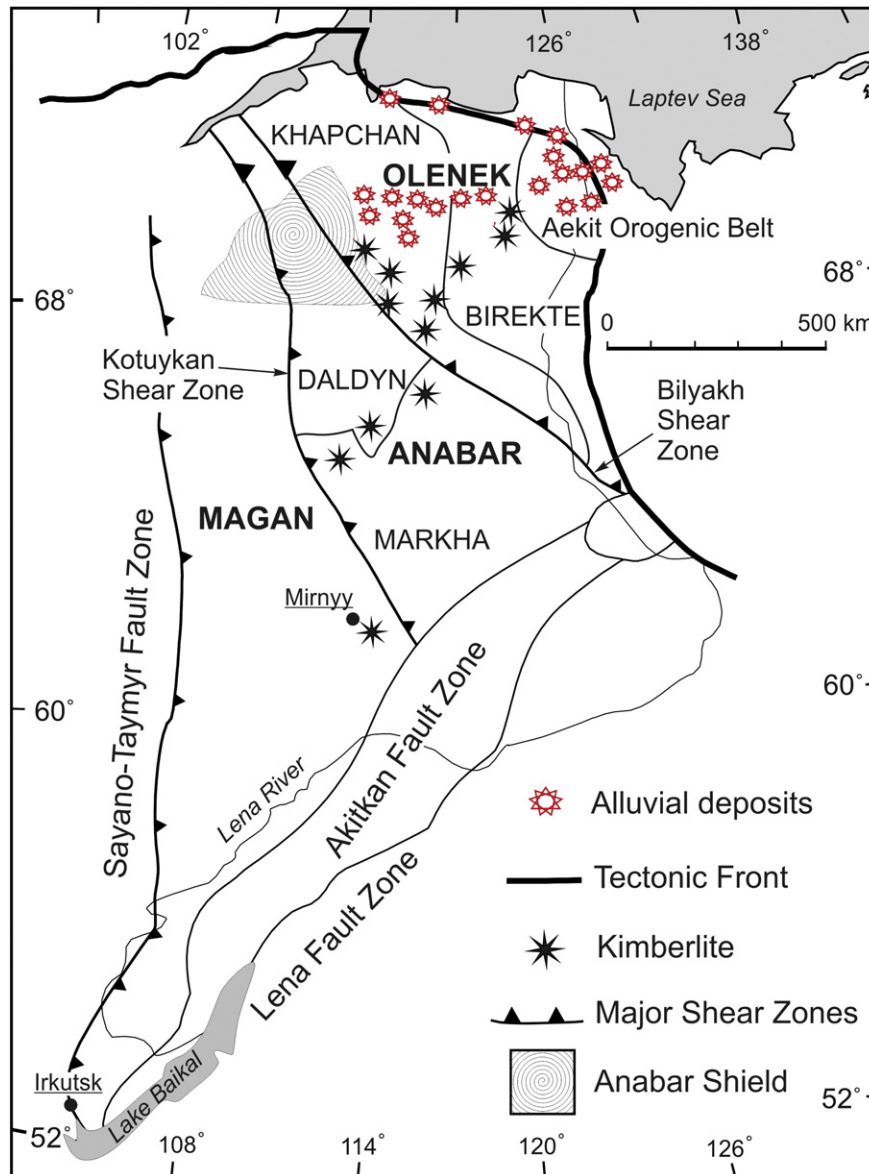 102°
126°
138°
Laptev Sea
KHAPCHAN
OLENEK
Aekit Orogenic Belt
68°
68°
BIREKTE
0
500 km
Kotuykan
Shear Zone
DALDYN
Bilyakh
Shear
Zone
ANABAR
MAGAN
MARKHA
Mirnyy
Sayano-Taymyr Fault Zone
60°
60°
Akitkan Fault Zone
Lena River
Lena Fault Zone
Alluvial deposits
Tectonic Front
Kimberlite
Major Shear Zones
Anabar Shield
Irkutsk
Lake Baikal
52°
52°
108°
114°
120°
126°